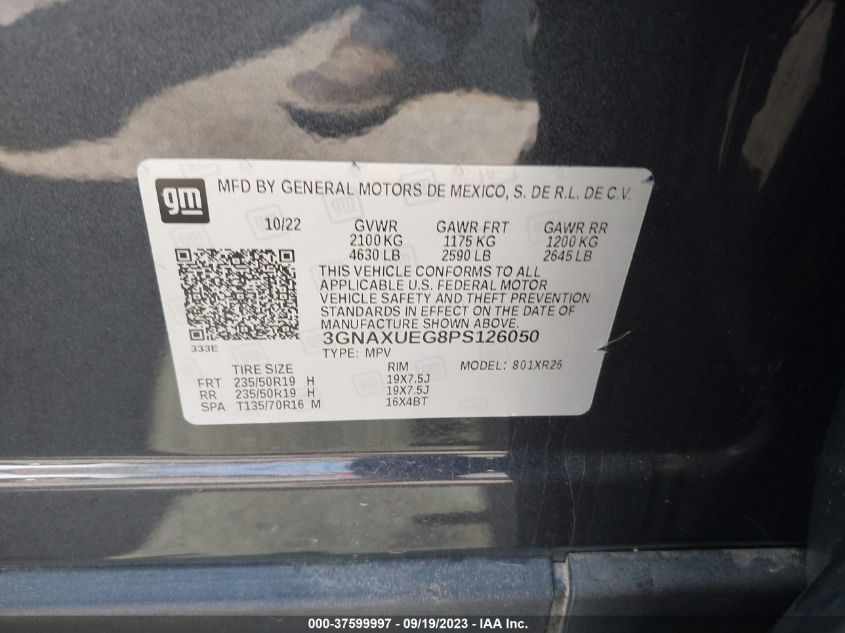 gm MFD BY GENERAL MOTORS DE MEXICO, S. DE R.L. DE C.V.
10/22 GVWR GAWR FRT GAWR RR
2100 KG 1175 KG 1200 KG
4630 LB 2590 LB 2645 LB
THIS VEHICLE CONFORMS TO ALL
APPLICABLE U.S. FEDERAL MOTOR
VEHICLE SAFETY AND THEFT PREVENTION
STANDARDS IN EFFECT ON THE DATE OF
MANUFACTURE SHOWN ABOVE.
333E 3GNAXUEG8PS126050
TYPE: MPV MODEL: 801XR26
TIRE SIZE RIM
FRT 235/50R19 H 19X7.5J
RR 235/50R19 H 19X7.5J
SPA T135/70R16 M 16X4BT
000-37599997 - 09/19/2023 - IAA Inc.